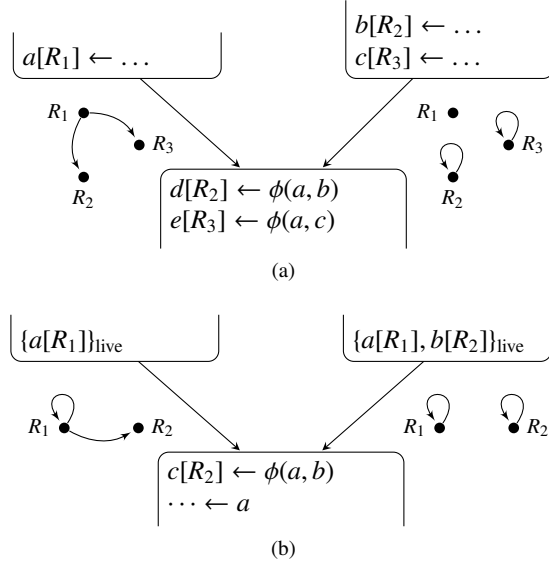 a[R₁] ← …
b[R₂] ← …
c[R₃] ← …
R₁
R₃
R₂
R₁
R₃
R₂
d[R₂] ← ϕ(a, b)
e[R₃] ← ϕ(a, c)
(a)
{a[R₁]}live
{a[R₁], b[R₂]}live
R₁
R₂
R₁
R₂
c[R₂] ← ϕ(a, b)
⋯ ← a
(b)